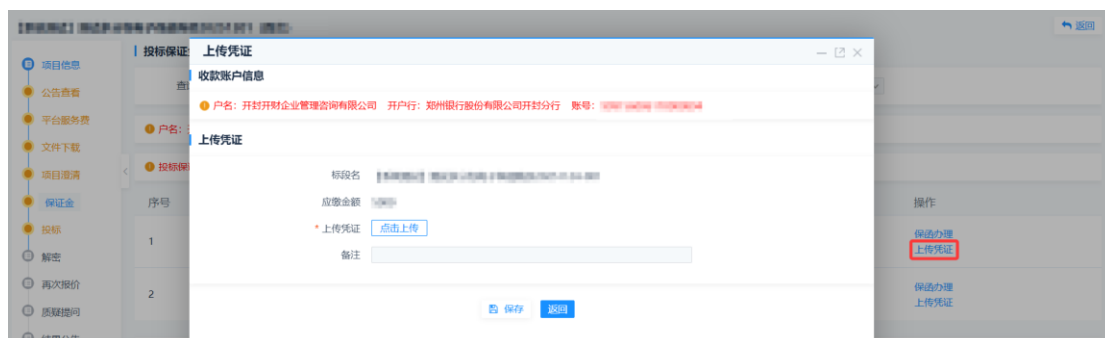 返回
项目信息
公告查看
平台服务费
文件下载
项目澄清
保证金
投标
解密
再次报价
质疑提问
投标保证
查
户名：
投标保
序号
1
2
上传凭证
收款账户信息
户名：开封开财企业管理咨询有限公司 开户行：郑州银行股份有限公司开封分行 账号：
上传凭证
标段名
应缴金额
* 上传凭证 点击上传
备注
保存 返回
操作
保函办理
上传凭证
保函办理
上传凭证